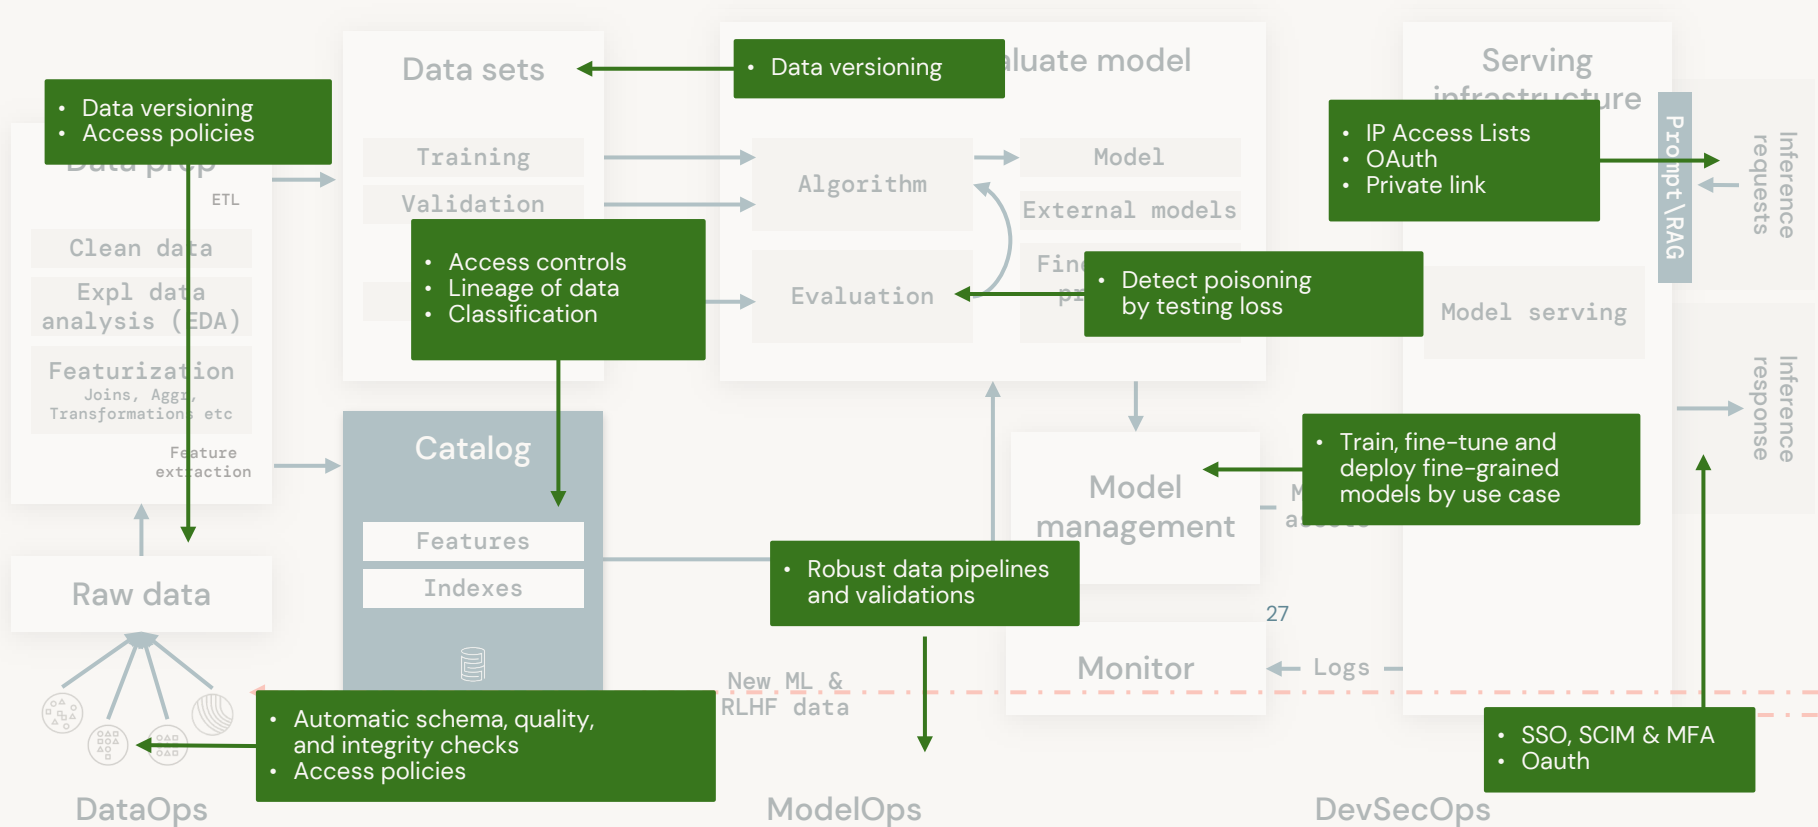 Data sets
• Data versioning
aluate model
Serving
infrastructure
• Data versioning
• Access policies
Data prep
ETL
Clean data
Expl data
analysis (EDA)
Featurization
Joins, Aggr,
Transformations etc
Feature
extraction
Raw data
Training
Validation
• Access controls
• Lineage of data
• Classification
Catalog
Features
Indexes
Algorithm
Evaluation
Model
External models
Fine
pr
• Detect poisoning
by testing loss
• IP Access Lists
• OAuth
• Private link
Prompt\RAG
Inference
requests
Model serving
Inference
response
• Train, fine-tune and
deploy fine-grained
models by use case
Model
management
• Robust data pipelines
and validations
27
Monitor
Logs
New ML &
RLHF data
• Automatic schema, quality,
and integrity checks
• Access policies
• SSO, SCIM & MFA
• Oauth
DataOps
ModelOps
DevSecOps